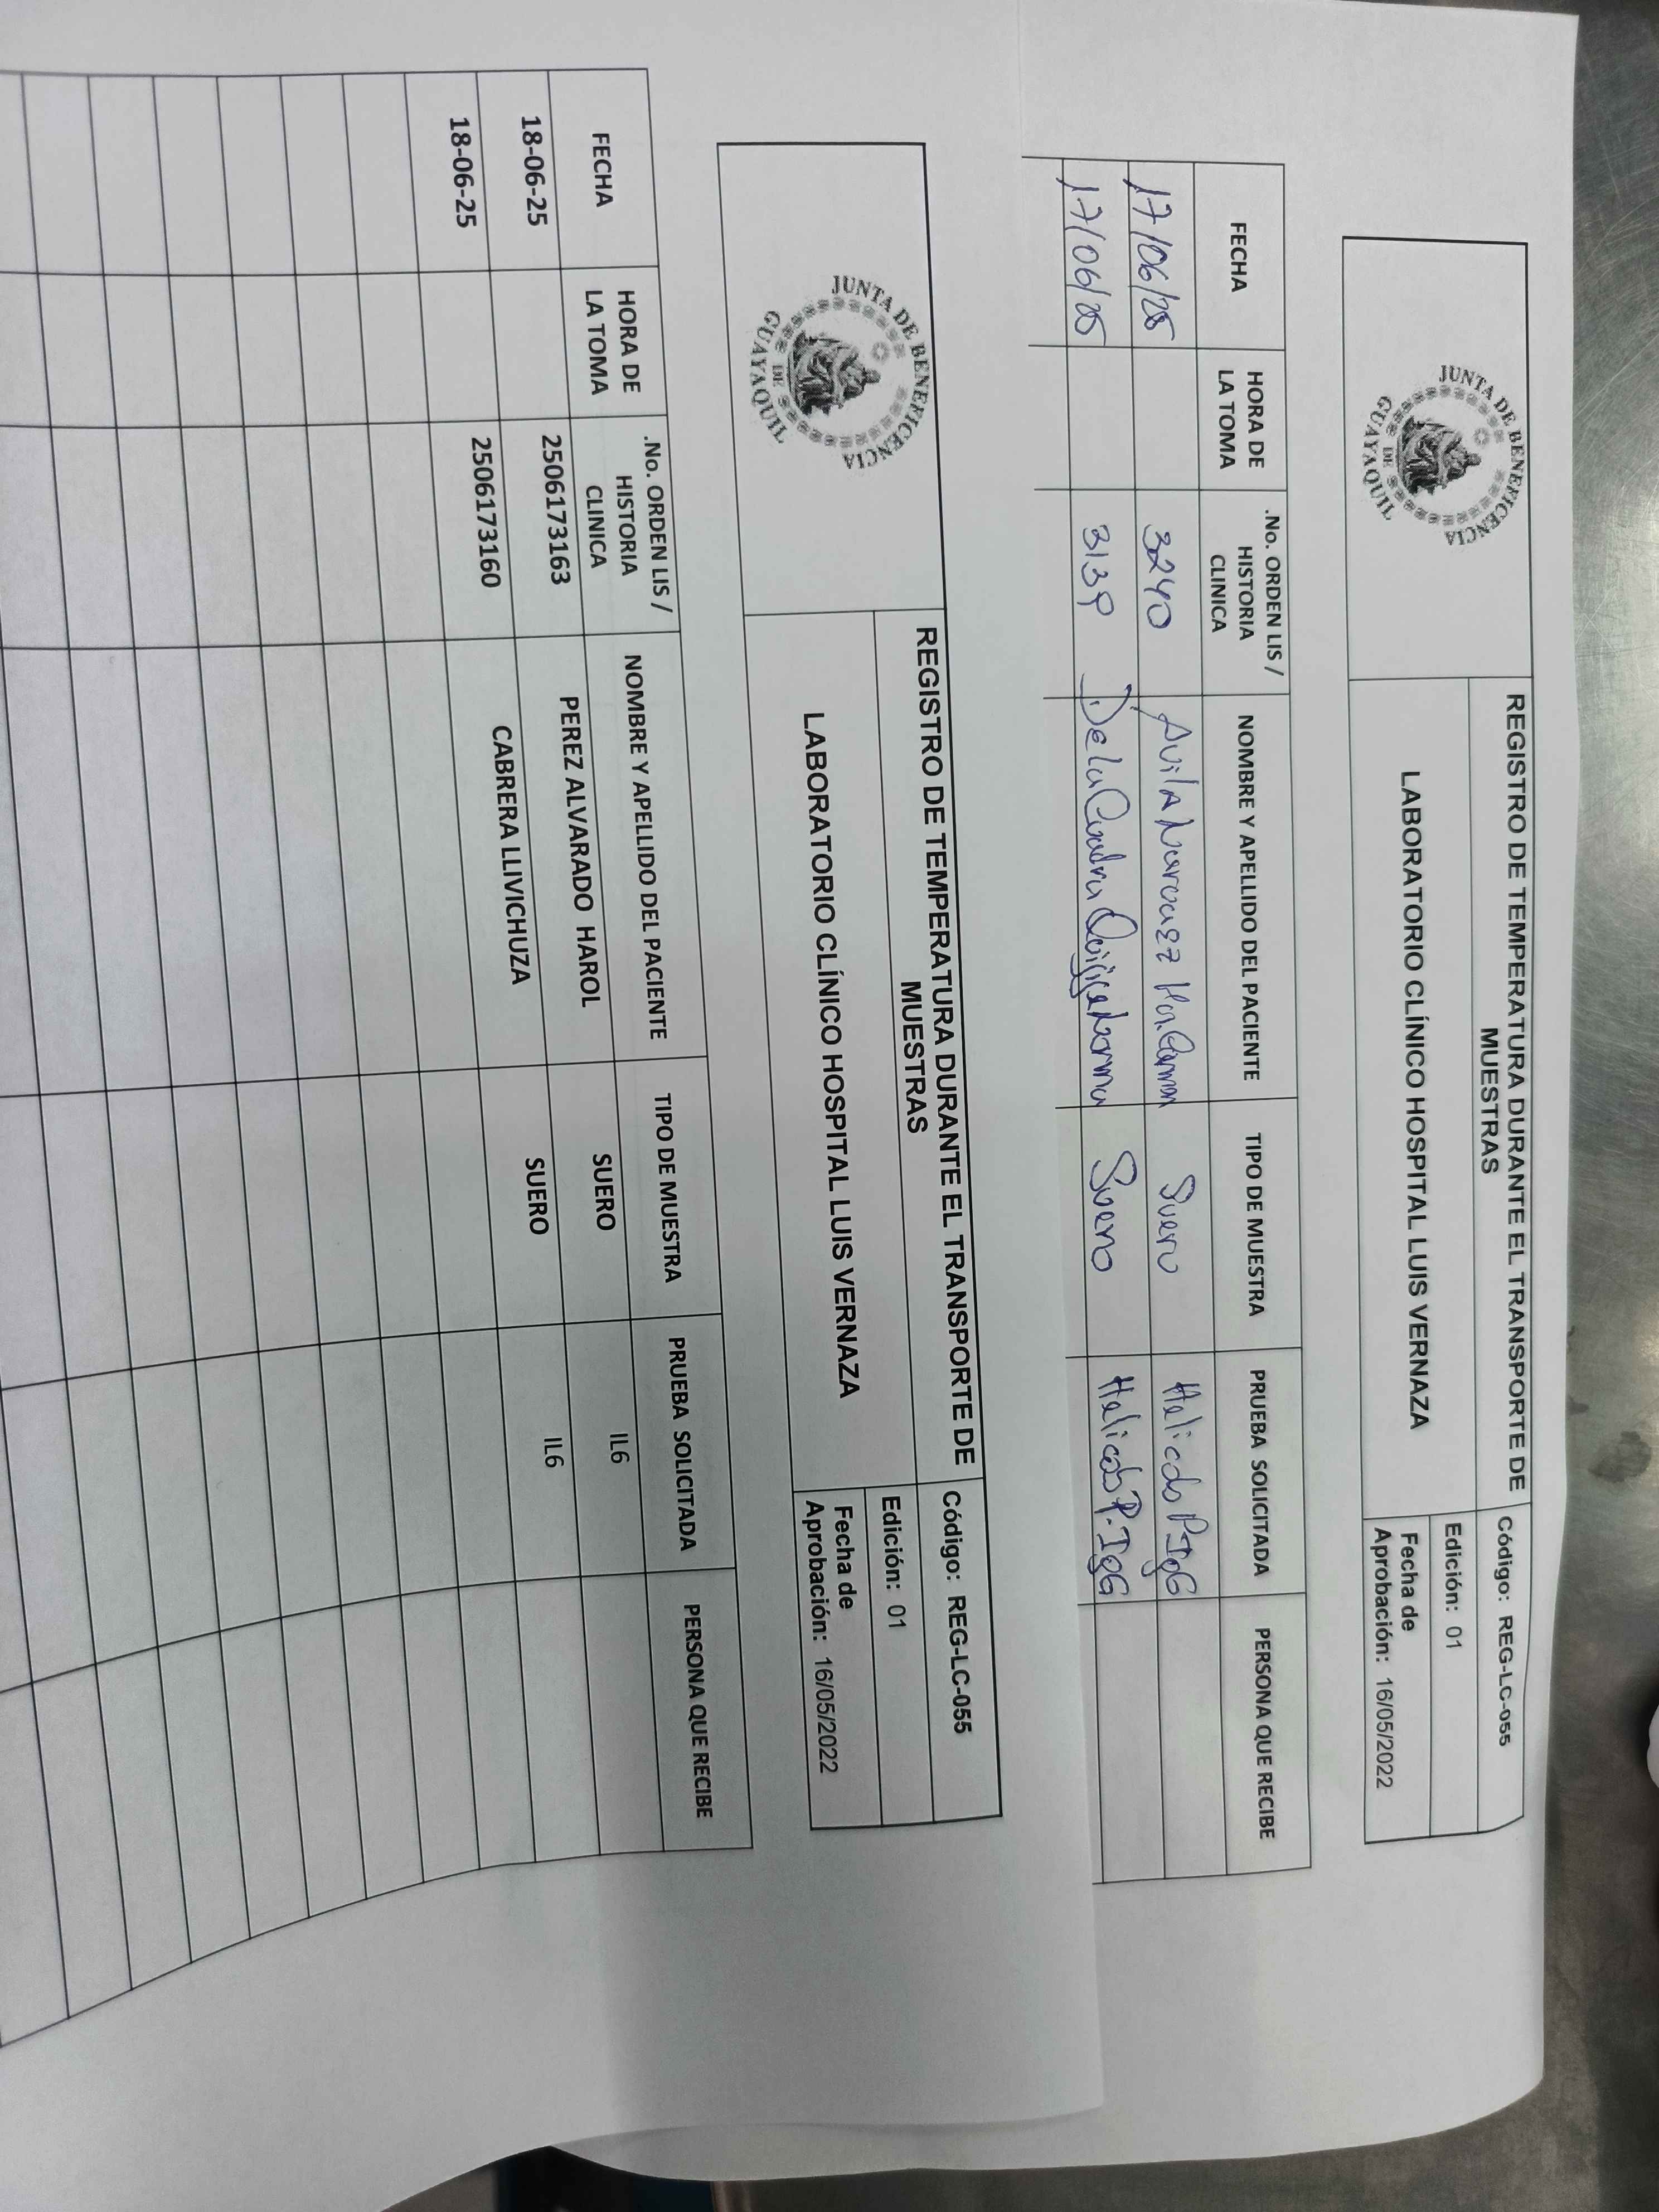 JUNTA DE BENEFICENCIA
DE
GUAYAQUIL
REGISTRO DE TEMPERATURA DURANTE EL TRANSPORTE DE
MUESTRAS
LABORATORIO CLÍNICO HOSPITAL LUIS VERNAZA
Código: REG-LC-055
Edición: 01
Fecha de
Aprobación: 16/05/2022
FECHA HORA DE LA TOMA .No. ORDEN LIS / HISTORIA CLINICA NOMBRE Y APELLIDO DEL PACIENTE TIPO DE MUESTRA PRUEBA SOLICITADA PERSONA QUE RECIBE
17/06/25 3240 Avila Suero P. IgG
17/06/25 3139 De la Cuadra Suero P. IgG
JUNTA DE BENEFICENCIA
DE
GUAYAQUIL
REGISTRO DE TEMPERATURA DURANTE EL TRANSPORTE DE
MUESTRAS
LABORATORIO CLÍNICO HOSPITAL LUIS VERNAZA
Código: REG-LC-055
Edición: 01
Fecha de
Aprobación: 16/05/2022
FECHA HORA DE LA TOMA .No. ORDEN LIS / HISTORIA CLINICA NOMBRE Y APELLIDO DEL PACIENTE TIPO DE MUESTRA PRUEBA SOLICITADA PERSONA QUE RECIBE
18-06-25 2506173163 PEREZ ALVARADO HAROL SUERO IL6
18-06-25 2506173160 CABRERA LLIVICHUZA SUERO IL6